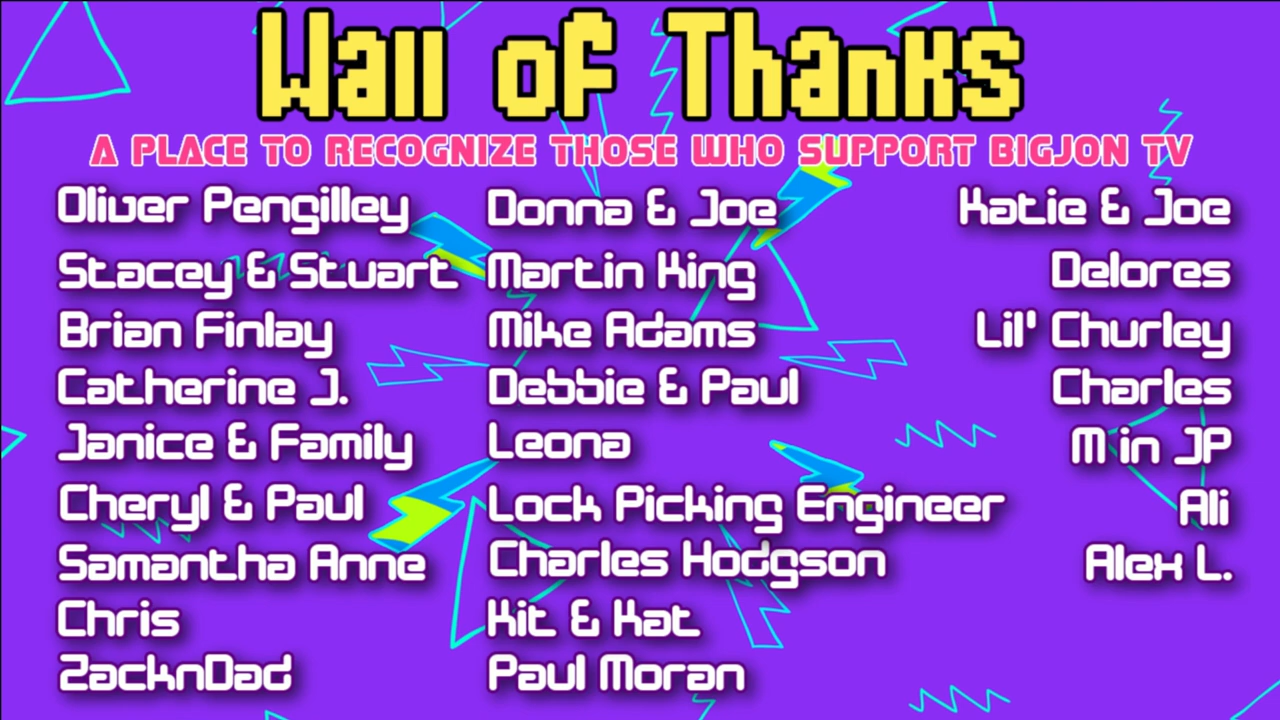 Wall of Thanks
A PLACE TO RECOGNIZE THOSE WHO SUPPORT BIGJON TV
Oliver Pengilley
Stacey & Stuart
Brian Finlay
Catherine J.
Janice & Family
Cheryl & Paul
Samantha Anne
Chris
ZacknDad
Donna & Joe
Martin King
Mike Adams
Debbie & Paul
Leona
Lock Picking Engineer
Charles Hodgson
Kit & Kat
Paul Moran
Katie & Joe
Delores
Lil' Churley
Charles
M in JP
Ali
Alex L.